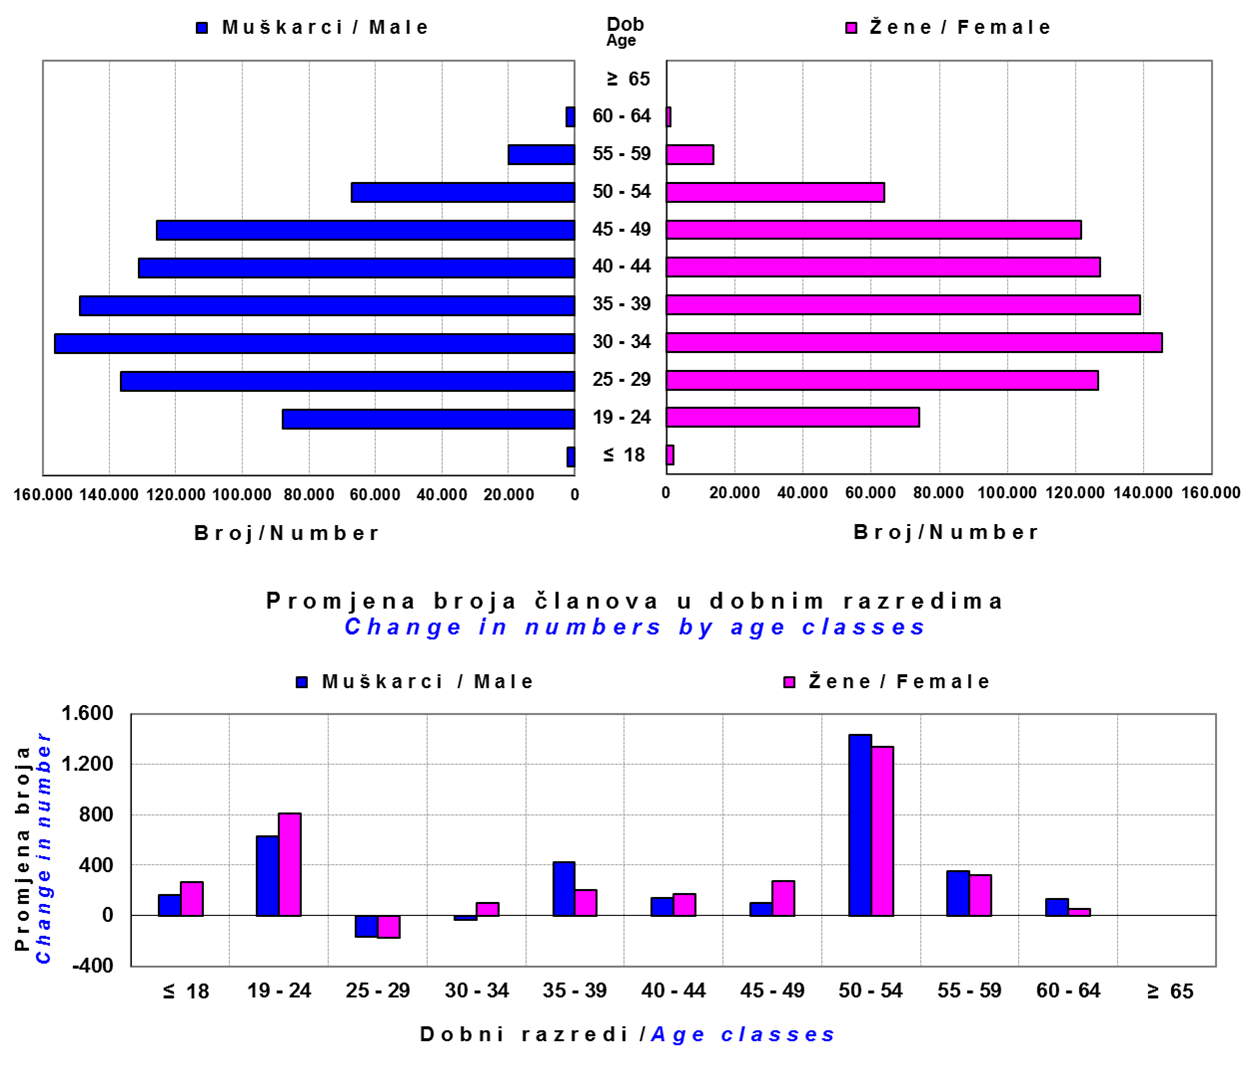 Muškarci / Male
Dob
Age
Žene / Female
≥ 65
60 - 64
55 - 59
50 - 54
45 - 49
40 - 44
35 - 39
30 - 34
25 - 29
19 - 24
≤ 18
160.000 140.000 120.000 100.000 80.000 60.000 40.000 20.000 0
0 20.000 40.000 60.000 80.000 100.000 120.000 140.000 160.000
Broj/Number
Broj/Number
Promjena broja članova u dobnim razredima
Change in numbers by age classes
Muškarci / Male
Žene / Female
Promjena broja
Change in number
1.600
1.200
800
400
0
-400
≤ 18 19 - 24 25 - 29 30 - 34 35 - 39 40 - 44 45 - 49 50 - 54 55 - 59 60 - 64 ≥ 65
Dobni razredi /Age classes